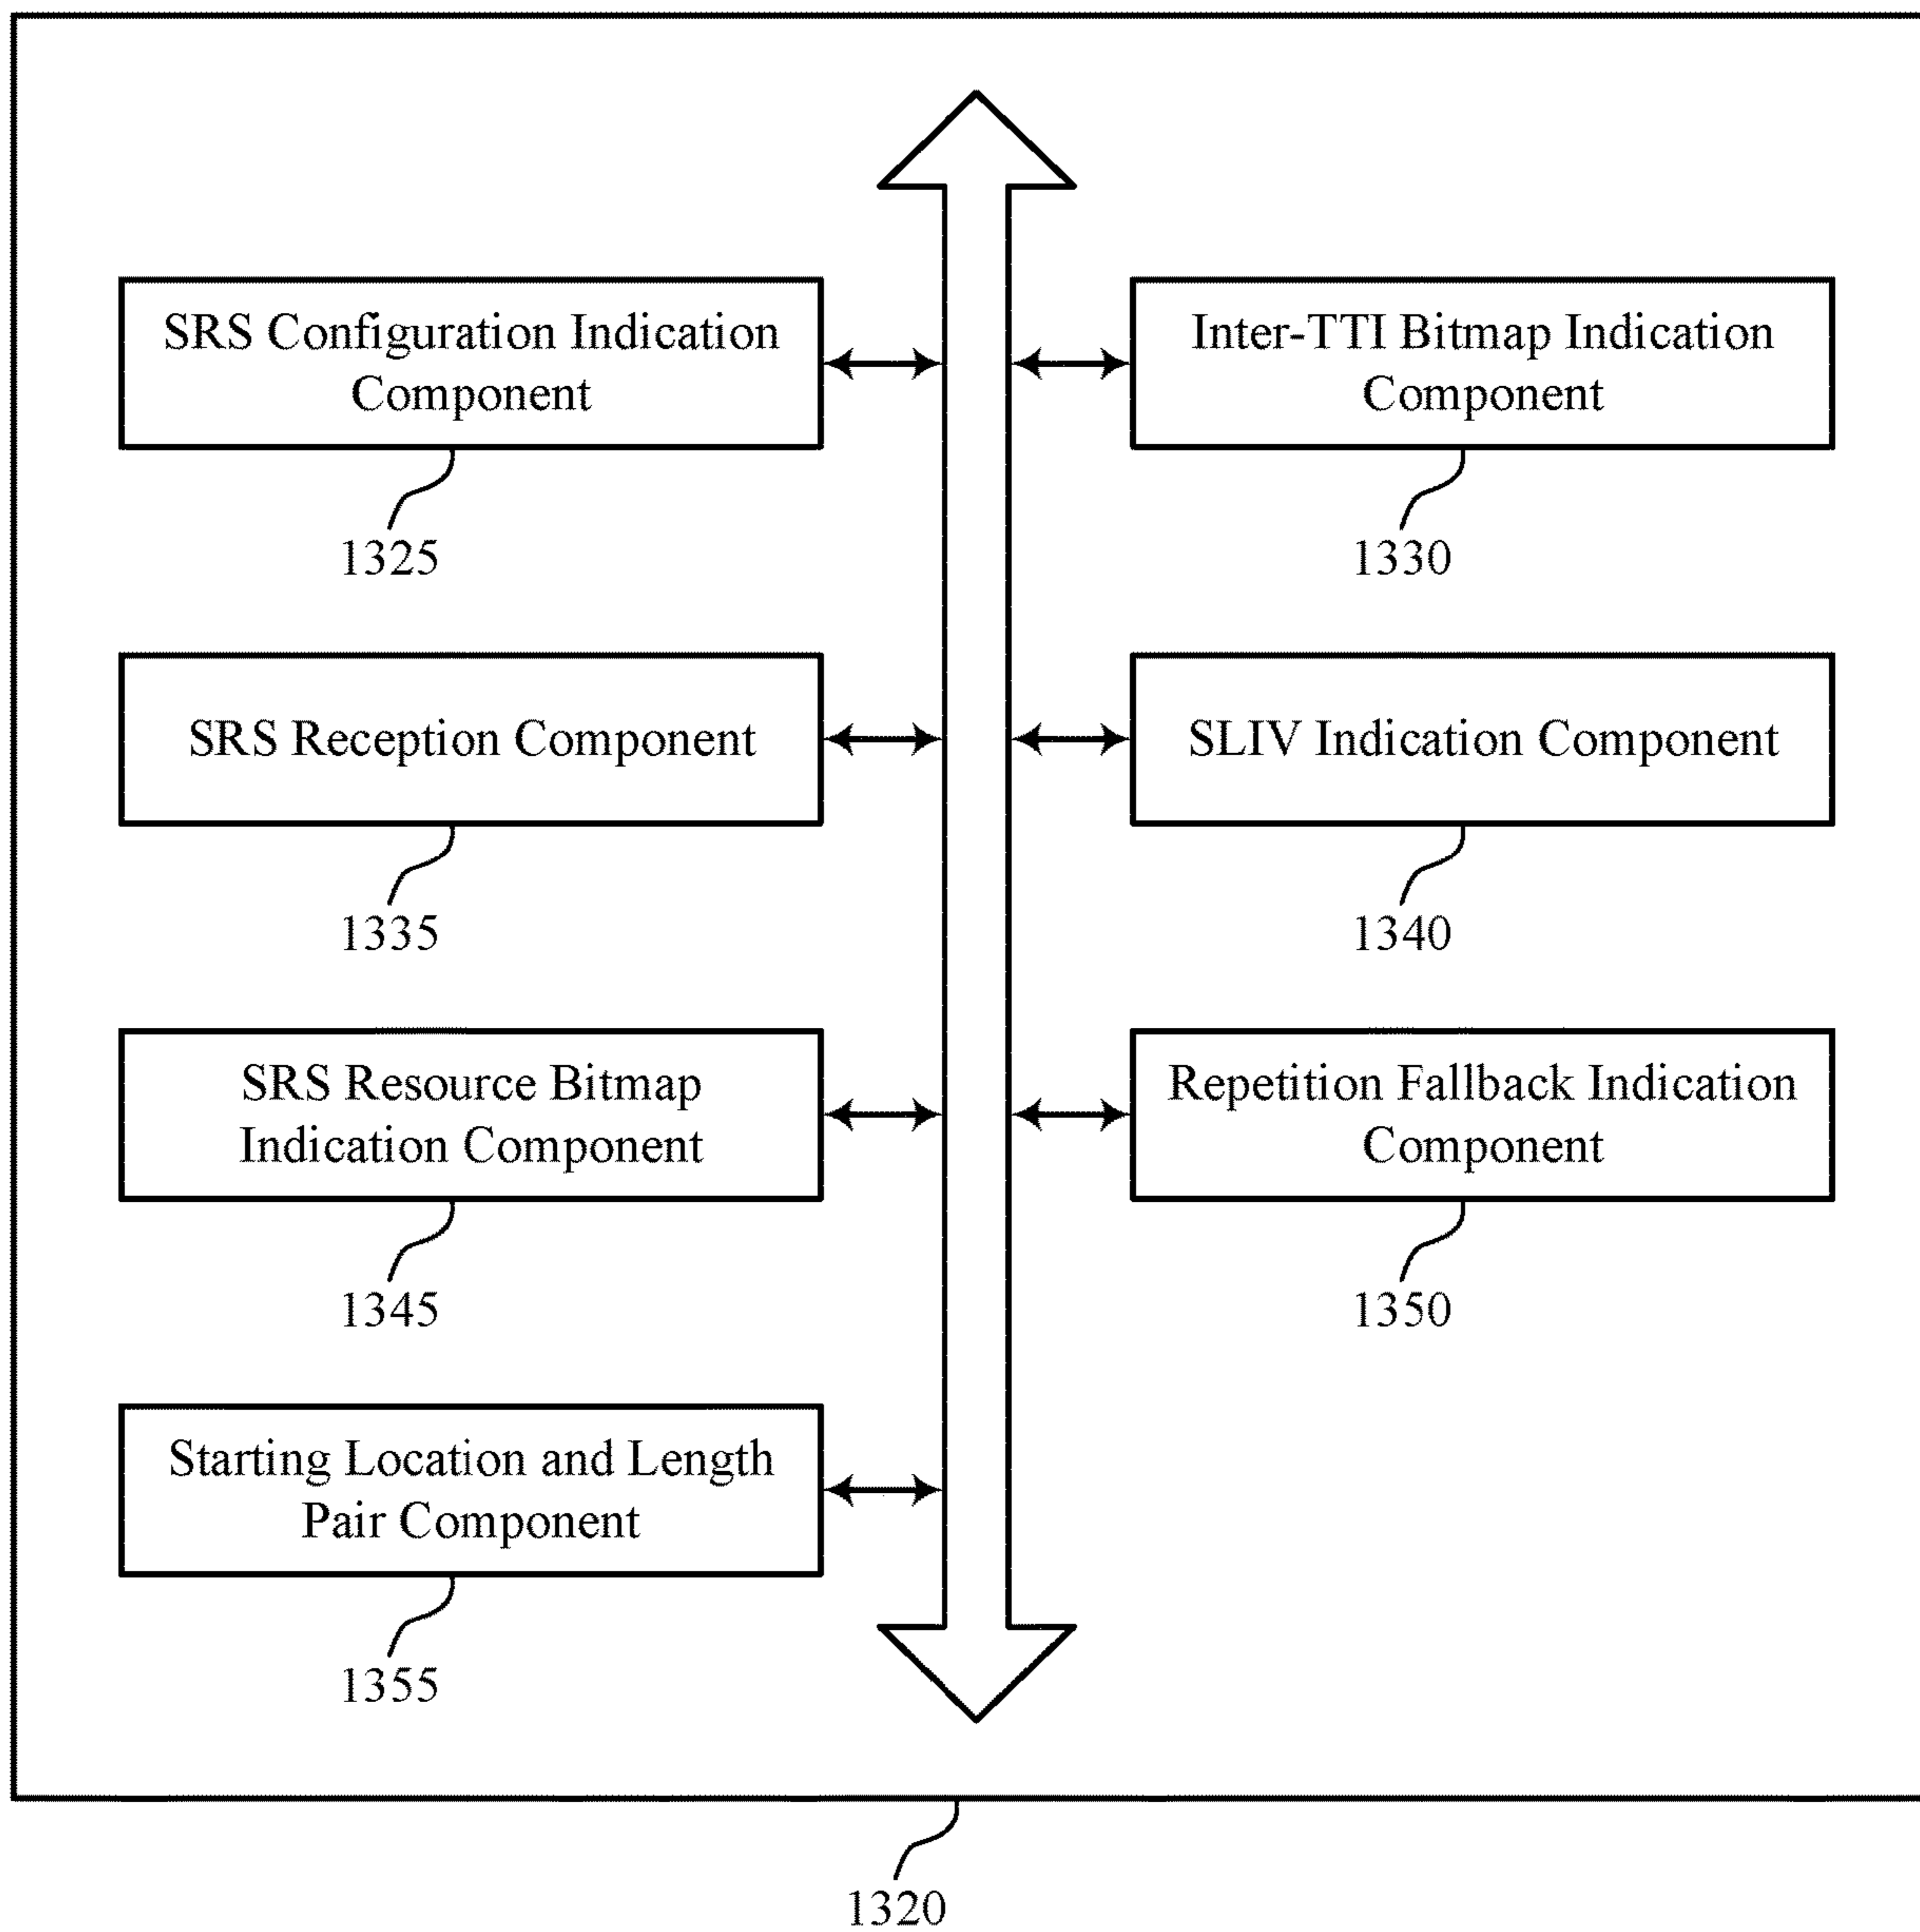 SRS Configuration Indication
Component
1325
Inter-TTI Bitmap Indication
Component
1330
SRS Reception Component
1335
SLIV Indication Component
1340
SRS Resource Bitmap
Indication Component
1345
Repetition Fallback Indication
Component
1350
Starting Location and Length
Pair Component
1355
1320